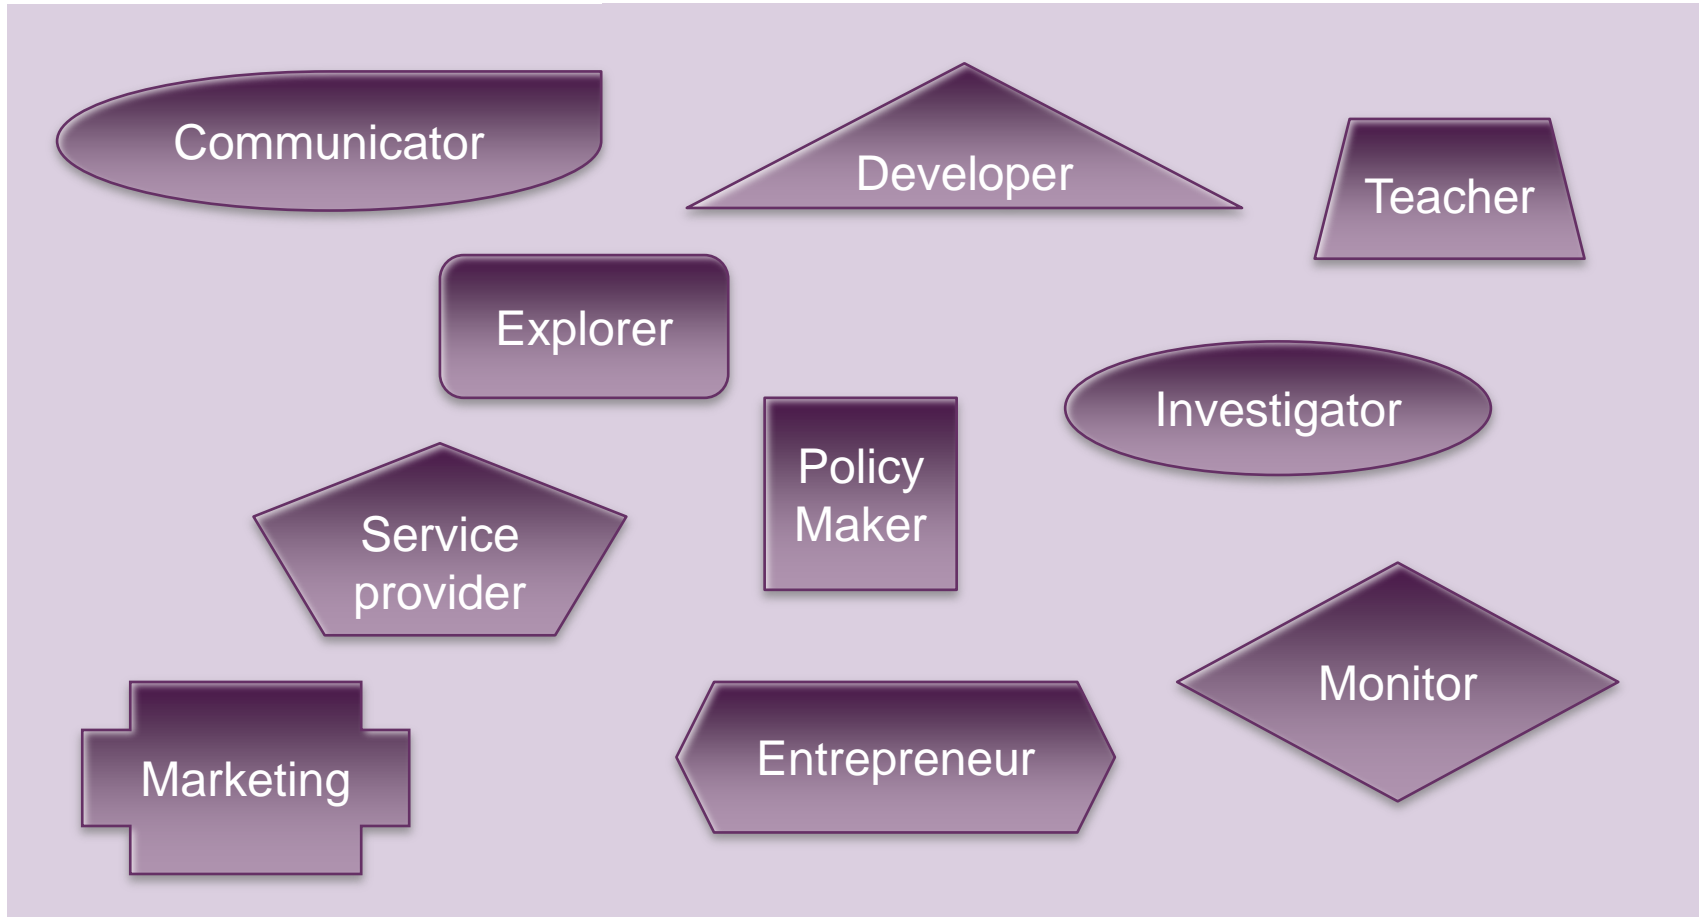 Communicator
Developer
Teacher
Explorer
Investigator
Policy
Maker
Service
provider
Monitor
Marketing
Entrepreneur